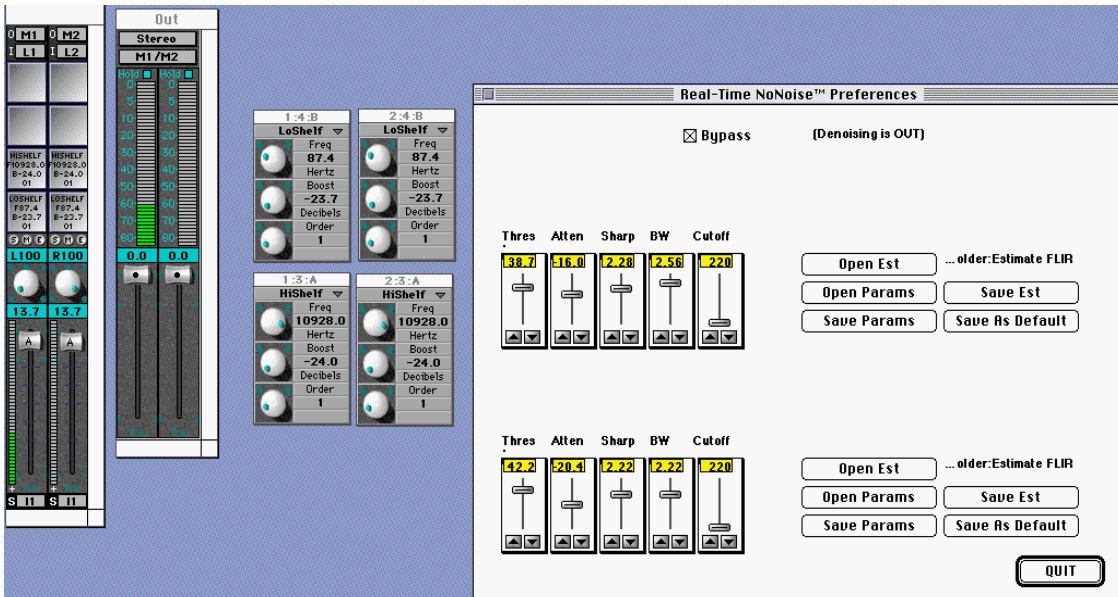 O M1 O M2
I L1 I L2
HISHELF HISHELF
F10928.0 F10928.0
B-24.0 B-24.0
O1 O1
LOSHELF LOSHELF
F87.4 F87.4
B-23.7 B-23.7
O1 O1
S M E S M E
L100 R100
13.7 13.7
A A
S I1 S I1
Out
Stereo
M1/M2
Hold Hold
0 0
5 5
10 10
20 20
30 30
40 40
50 50
60 60
70 70
80 80
0.0 0.0
1:4:B
LoShelf
Freq
87.4
Hertz
Boost
-23.7
Decibels
Order
1
2:4:B
LoShelf
Freq
87.4
Hertz
Boost
-23.7
Decibels
Order
1
1:3:A
HiShelf
Freq
10928.0
Hertz
Boost
-24.0
Decibels
Order
1
2:3:A
HiShelf
Freq
10928.0
Hertz
Boost
-24.0
Decibels
Order
1
Real-Time NoNoise™ Preferences
Bypass (Denoising is OUT)
Thres Atten Sharp BW Cutoff
38.7 -16.0 2.28 2.56 220
Open Est ... older:Estimate FLIR
Open Params Save Est
Save Params Save As Default
Thres Atten Sharp BW Cutoff
42.2 -20.4 2.22 2.22 220
Open Est ... older:Estimate FLIR
Open Params Save Est
Save Params Save As Default
QUIT